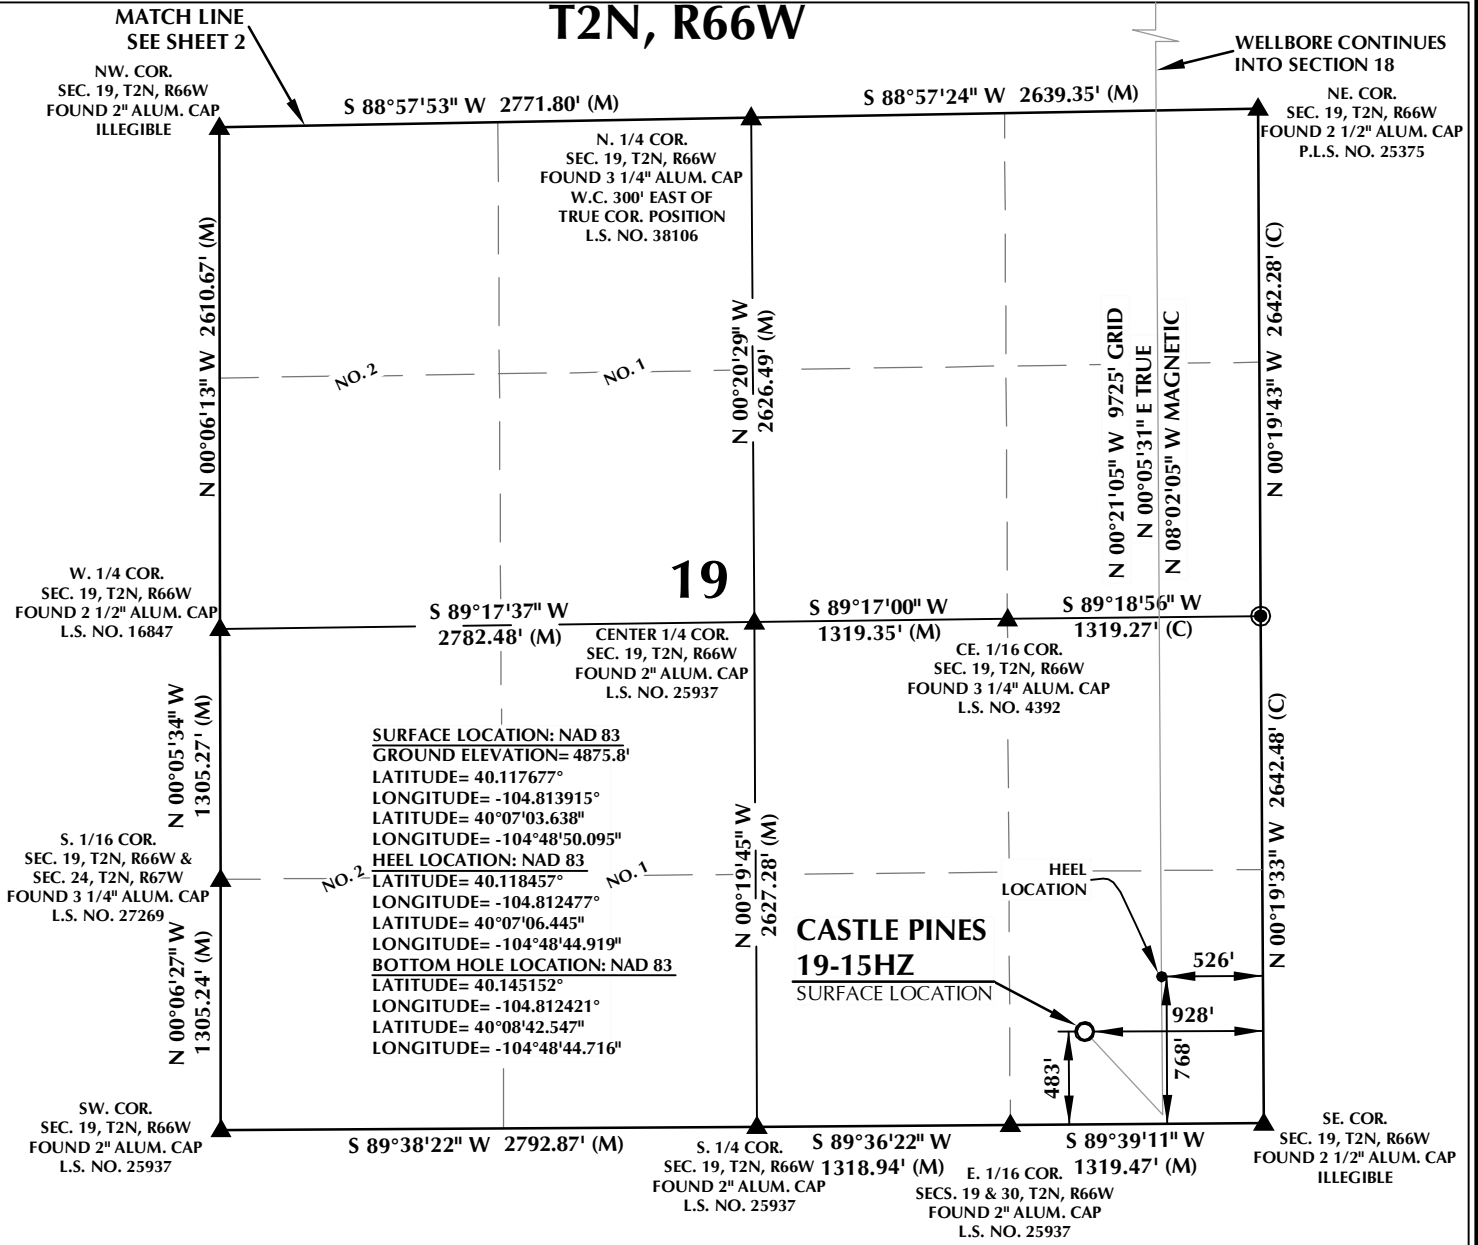 T2N, R66W
MATCH LINE
SEE SHEET 2
WELLBORE CONTINUES
INTO SECTION 18
NW. COR.
SEC. 19, T2N, R66W
FOUND 2" ALUM. CAP
ILLEGIBLE
S 88°57'53" W 2771.80' (M)
S 88°57'24" W 2639.35' (M)
NE. COR.
SEC. 19, T2N, R66W
FOUND 2 1/2" ALUM. CAP
P.L.S. NO. 25375
N. 1/4 COR.
SEC. 19, T2N, R66W
FOUND 3 1/4" ALUM. CAP
W.C. 300' EAST OF
TRUE COR. POSITION
L.S. NO. 38106
N 00°06'13" W 2610.67' (M)
N 00°20'29" W
2626.49' (M)
N 00°21'05" W 9725' GRID
N 00°05'31" E TRUE
N 08°02'05" W MAGNETIC
N 00°19'43" W 2642.28' (C)
NO. 2
NO. 1
W. 1/4 COR.
SEC. 19, T2N, R66W
FOUND 2 1/2" ALUM. CAP
L.S. NO. 16847
19
S 89°17'37" W
2782.48' (M)
S 89°17'00" W
1319.35' (M)
S 89°18'56" W
1319.27' (C)
CENTER 1/4 COR.
SEC. 19, T2N, R66W
FOUND 2" ALUM. CAP
L.S. NO. 25937
CE. 1/16 COR.
SEC. 19, T2N, R66W
FOUND 3 1/4" ALUM. CAP
L.S. NO. 4392
N 00°05'34" W
1305.27' (M)
SURFACE LOCATION: NAD 83
GROUND ELEVATION= 4875.8'
LATITUDE= 40.117677°
LONGITUDE= -104.813915°
LATITUDE= 40°07'03.638"
LONGITUDE= -104°48'50.095"
HEEL LOCATION: NAD 83
LATITUDE= 40.118457°
LONGITUDE= -104.812477°
LATITUDE= 40°07'06.445"
LONGITUDE= -104°48'44.919"
BOTTOM HOLE LOCATION: NAD 83
LATITUDE= 40.145152°
LONGITUDE= -104.812421°
LATITUDE= 40°08'42.547"
LONGITUDE= -104°48'44.716"
N 00°19'45" W
2627.28' (M)
N 00°19'33" W 2642.48' (C)
S. 1/16 COR.
SEC. 19, T2N, R66W &
SEC. 24, T2N, R67W
FOUND 3 1/4" ALUM. CAP
L.S. NO. 27269
NO. 2
NO. 1
HEEL
LOCATION
N 00°06'27" W
1305.24' (M)
CASTLE PINES
19-15HZ
SURFACE LOCATION
526'
928'
768'
483'
SW. COR.
SEC. 19, T2N, R66W
FOUND 2" ALUM. CAP
L.S. NO. 25937
S 89°38'22" W 2792.87' (M)
S. 1/4 COR.
SEC. 19, T2N, R66W
FOUND 2" ALUM. CAP
L.S. NO. 25937
S 89°36'22" W
1318.94' (M)
E. 1/16 COR.
SECS. 19 & 30, T2N, R66W
FOUND 2" ALUM. CAP
L.S. NO. 25937
S 89°39'11" W
1319.47' (M)
SE. COR.
SEC. 19, T2N, R66W
FOUND 2 1/2" ALUM. CAP
ILLEGIBLE